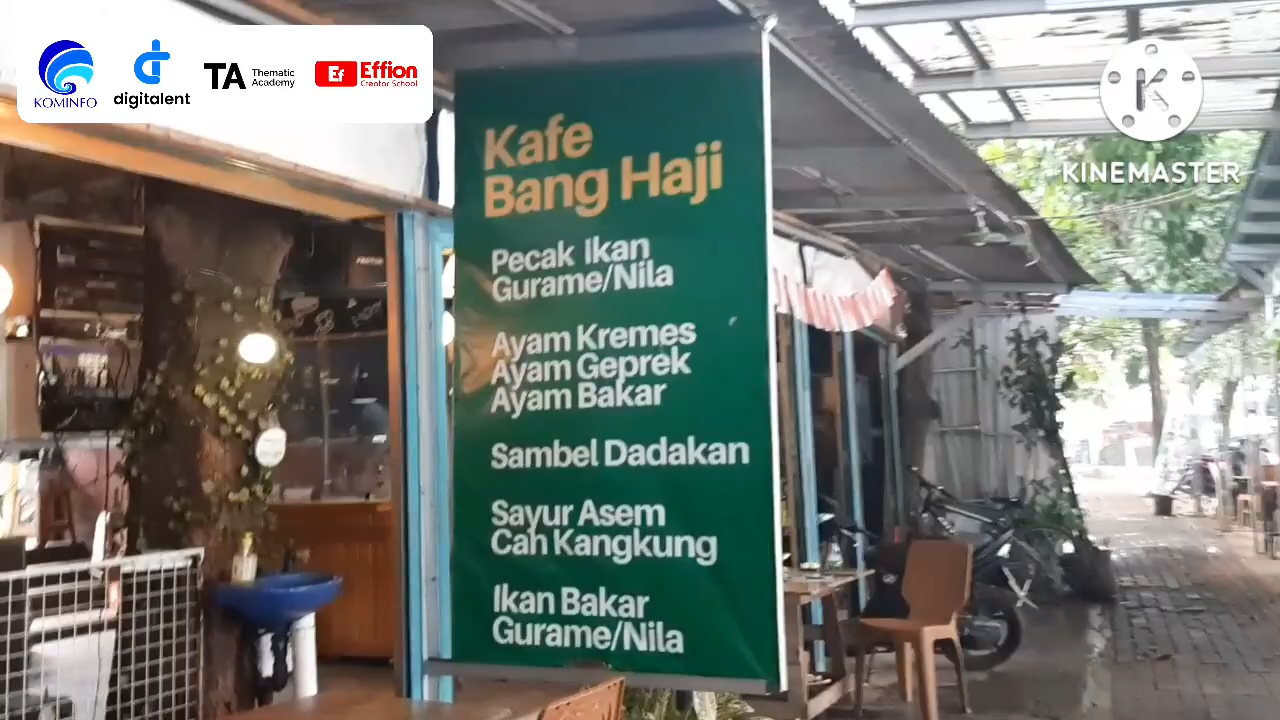 KOMINFO
digitalent
TA Thematic Academy
Ef Effion
Creator School
K
KINEMASTER
Kafe
Bang Haji
Pecak Ikan
Gurame/Nila
Ayam Kremes
Ayam Geprek
Ayam Bakar
Sambel Dadakan
Sayur Asem
Cah Kangkung
Ikan Bakar
Gurame/Nila